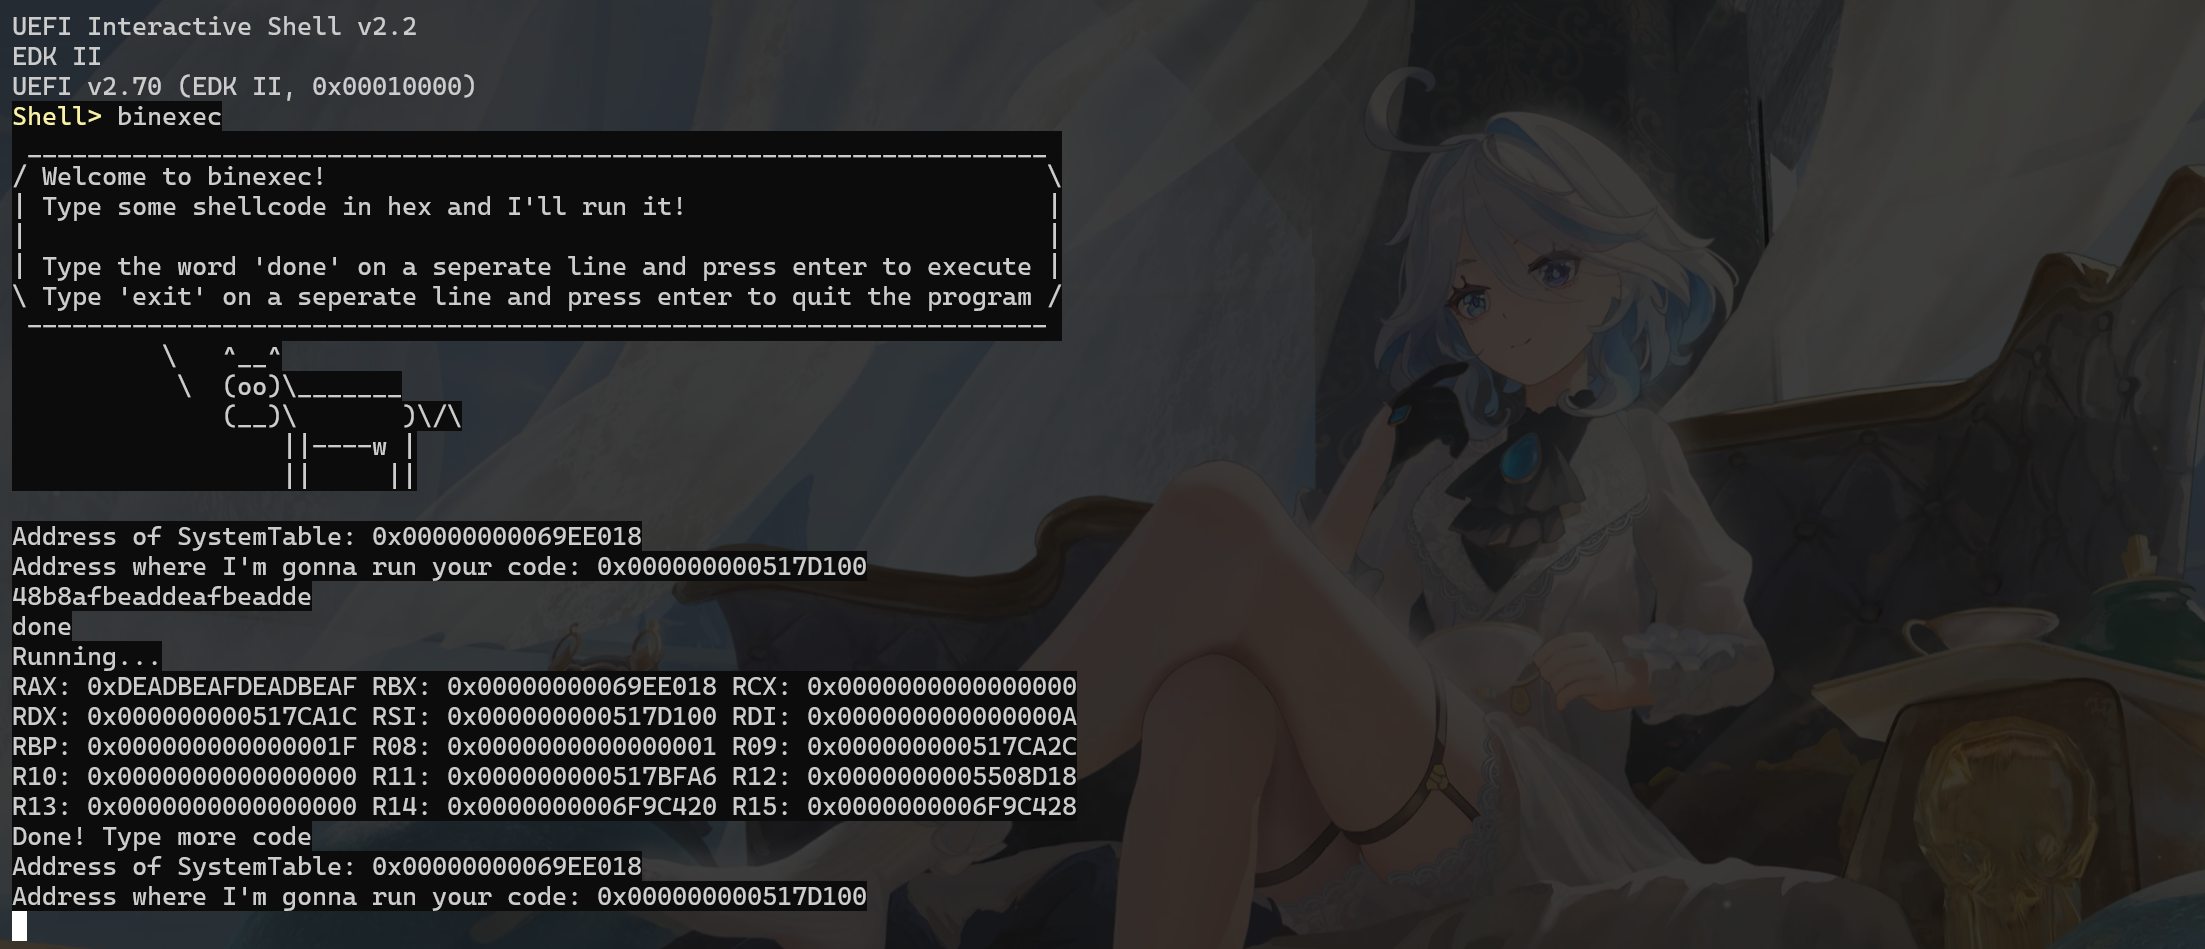 UEFI Interactive Shell v2.2
EDK II
UEFI v2.70 (EDK II, 0x00010000)
Shell> binexec
 ____________________________________________________________________
/ Welcome to binexec!                                                \
| Type some shellcode in hex and I'll run it!                        |
|                                                                    |
| Type the word 'done' on a seperate line and press enter to execute |
\ Type 'exit' on a seperate line and press enter to quit the program /
 --------------------------------------------------------------------
          \   ^__^
           \  (oo)\_______
              (__)\       )\/\
                  ||----w |
                  ||     ||

Address of SystemTable: 0x00000000069EE018
Address where I'm gonna run your code: 0x000000000517D100
48b8afbeaddeafbeadde
done
Running...
RAX: 0xDEADBEAFDEADBEAF RBX: 0x00000000069EE018 RCX: 0x0000000000000000
RDX: 0x000000000517CA1C RSI: 0x000000000517D100 RDI: 0x000000000000000A
RBP: 0x000000000000001F R08: 0x0000000000000001 R09: 0x000000000517CA2C
R10: 0x0000000000000000 R11: 0x000000000517BFA6 R12: 0x0000000005508D18
R13: 0x0000000000000000 R14: 0x0000000006F9C420 R15: 0x0000000006F9C428
Done! Type more code
Address of SystemTable: 0x00000000069EE018
Address where I'm gonna run your code: 0x000000000517D100